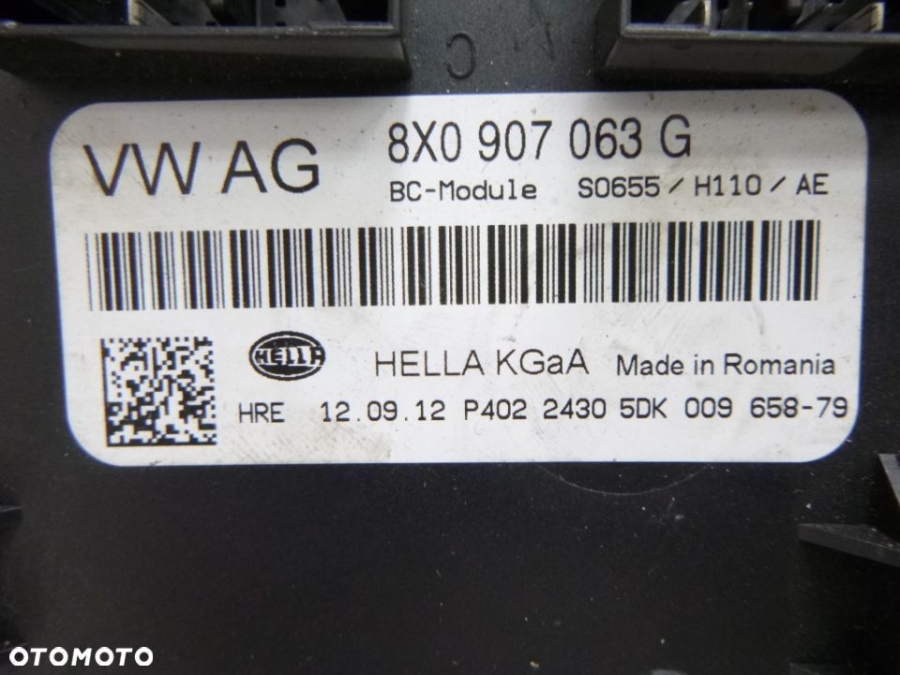 C
VW AG
8X0 907 063 G
BC-Module S0655 / H110 / AE
HELLA
HELLA KGaA Made in Romania
HRE 12.09.12 P402 2430 5DK 009 658-79
OTOMOTO